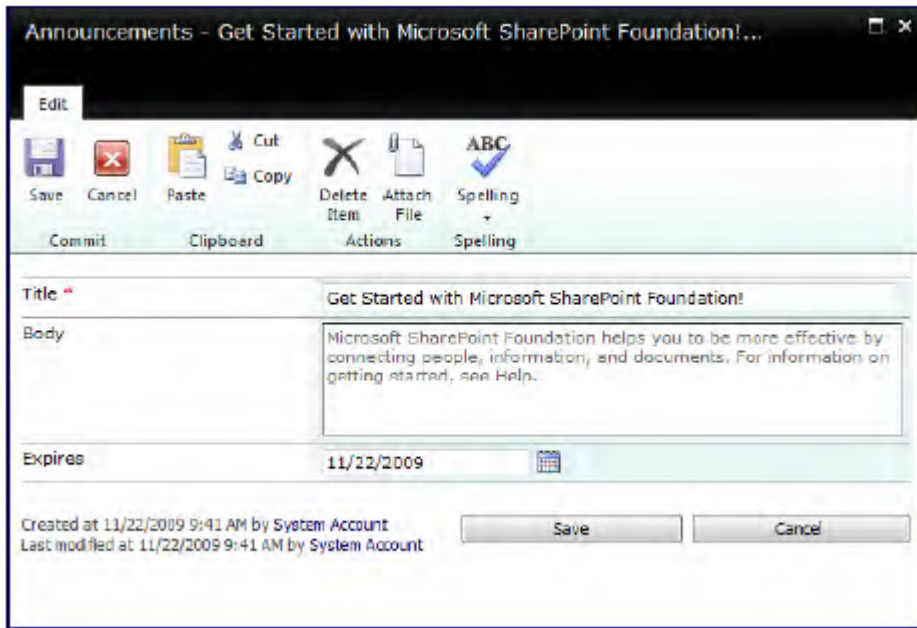 Announcements - Get Started with Microsoft SharePoint Foundation!...
Edit
Save
Cancel
Paste
Cut
Copy
Delete Item
Attach File
ABC
Spelling
Commit
Clipboard
Actions
Spelling
Title *
Get Started with Microsoft SharePoint Foundation!
Body
Microsoft SharePoint Foundation helps you to be more effective by
connecting people, information, and documents. For information on
getting started, see Help.
Expires
11/22/2009
Created at 11/22/2009 9:41 AM by System Account
Last modified at 11/22/2009 9:41 AM by System Account
Save
Cancel